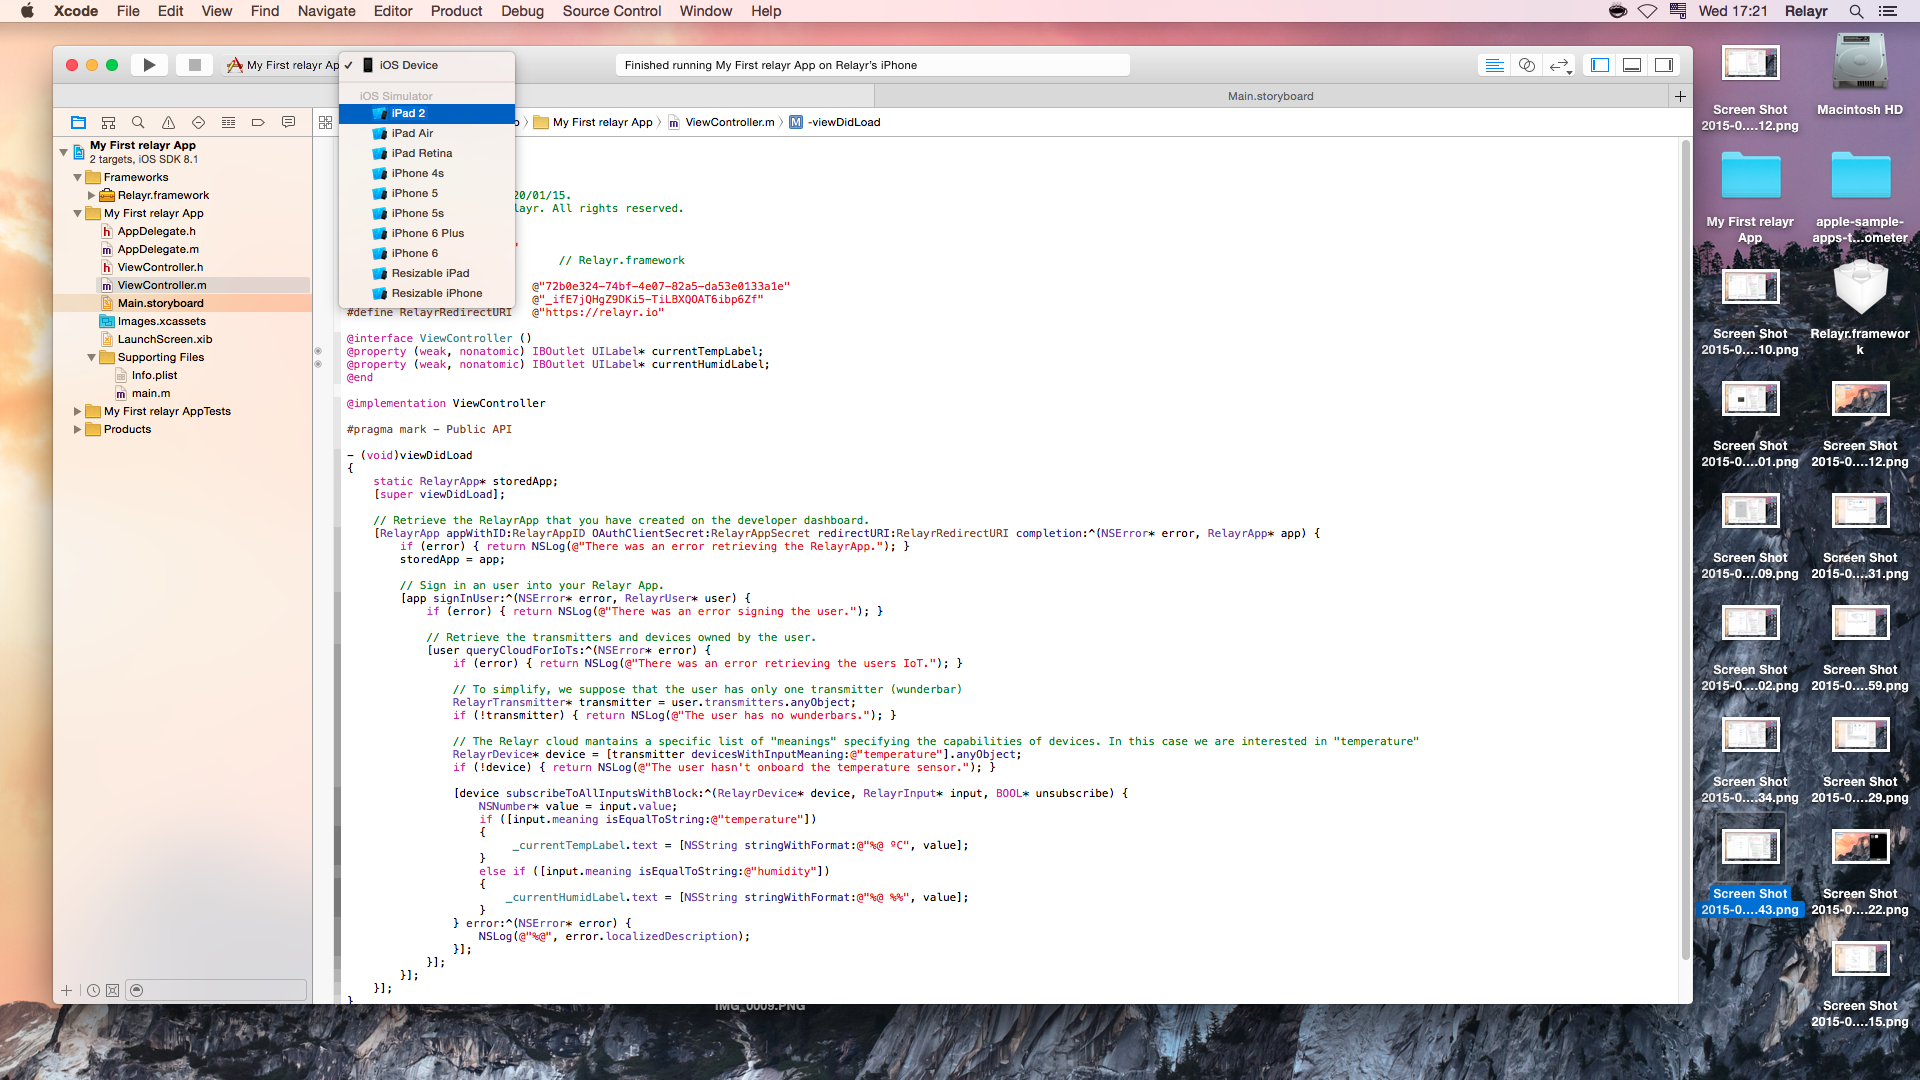 Xcode File Edit View Find Navigate Editor Product Debug Source Control Window Help
Wed 17:21 Relayr
My First relayr Ap
iOS Device
Finished running My First relayr App on Relayr's iPhone
iOS Simulator
iPad 2
iPad Air
iPad Retina
iPhone 4s
iPhone 5
iPhone 5s
iPhone 6 Plus
iPhone 6
Resizable iPad
Resizable iPhone
Main.storyboard
My First relayr App
ViewController.m
-viewDidLoad
My First relayr App
2 targets, iOS SDK 8.1
Frameworks
Relayr.framework
My First relayr App
AppDelegate.h
AppDelegate.m
ViewController.h
ViewController.m
Main.storyboard
Images.xcassets
LaunchScreen.xib
Supporting Files
Info.plist
main.m
My First relayr AppTests
Products
20/01/15.
layr. All rights reserved.
// Relayr.framework
@"72b0e324-74bf-4e07-82a5-da53e0133a1e"
@"_ifE7jQHgZ9DKi5-TiLBXQOAT6ibp6Zf"
#define RelayrRedirectURI @"https://relayr.io"
@interface ViewController ()
@property (weak, nonatomic) IBOutlet UILabel* currentTempLabel;
@property (weak, nonatomic) IBOutlet UILabel* currentHumidLabel;
@end
@implementation ViewController
#pragma mark - Public API
- (void)viewDidLoad
{
static RelayrApp* storedApp;
[super viewDidLoad];
// Retrieve the RelayrApp that you have created on the developer dashboard.
[RelayrApp appWithID:RelayrAppID OAuthClientSecret:RelayrAppSecret redirectURI:RelayrRedirectURI completion:^(NSError* error, RelayrApp* app) {
if (error) { return NSLog(@"There was an error retrieving the RelayrApp."); }
storedApp = app;
// Sign in an user into your Relayr App.
[app signInUser:^(NSError* error, RelayrUser* user) {
if (error) { return NSLog(@"There was an error signing the user."); }
// Retrieve the transmitters and devices owned by the user.
[user queryCloudForIoTs:^(NSError* error) {
if (error) { return NSLog(@"There was an error retrieving the users IoT."); }
// To simplify, we suppose that the user has only one transmitter (wunderbar)
RelayrTransmitter* transmitter = user.transmitters.anyObject;
if (!transmitter) { return NSLog(@"The user has no wunderbars."); }
// The Relayr cloud mantains a specific list of "meanings" specifying the capabilities of devices. In this case we are interested in "temperature"
RelayrDevice* device = [transmitter devicesWithInputMeaning:@"temperature"].anyObject;
if (!device) { return NSLog(@"The user hasn't onboard the temperature sensor."); }
[device subscribeToAllInputsWithBlock:^(RelayrDevice* device, RelayrInput* input, BOOL* unsubscribe) {
NSNumber* value = input.value;
if ([input.meaning isEqualToString:@"temperature"])
{
_currentTempLabel.text = [NSString stringWithFormat:@"%@ ºC", value];
}
else if ([input.meaning isEqualToString:@"humidity"])
{
_currentHumidLabel.text = [NSString stringWithFormat:@"%@ %%", value];
}
} error:^(NSError* error) {
NSLog(@"%@", error.localizedDescription);
}];
}];
}];
}];
}
IMG_0009.PNG
Screen Shot
2015-0....12.png
Macintosh HD
My First relayr
App
apple-sample-
apps-t...ometer
Screen Shot
2015-0....10.png
Relayr.framewor
k
Screen Shot
2015-0....01.png
Screen Shot
2015-0....12.png
Screen Shot
2015-0....09.png
Screen Shot
2015-0....31.png
Screen Shot
2015-0....02.png
Screen Shot
2015-0....59.png
Screen Shot
2015-0....34.png
Screen Shot
2015-0....29.png
Screen Shot
2015-0....43.png
Screen Shot
2015-0....22.png
Screen Shot
2015-0....15.png